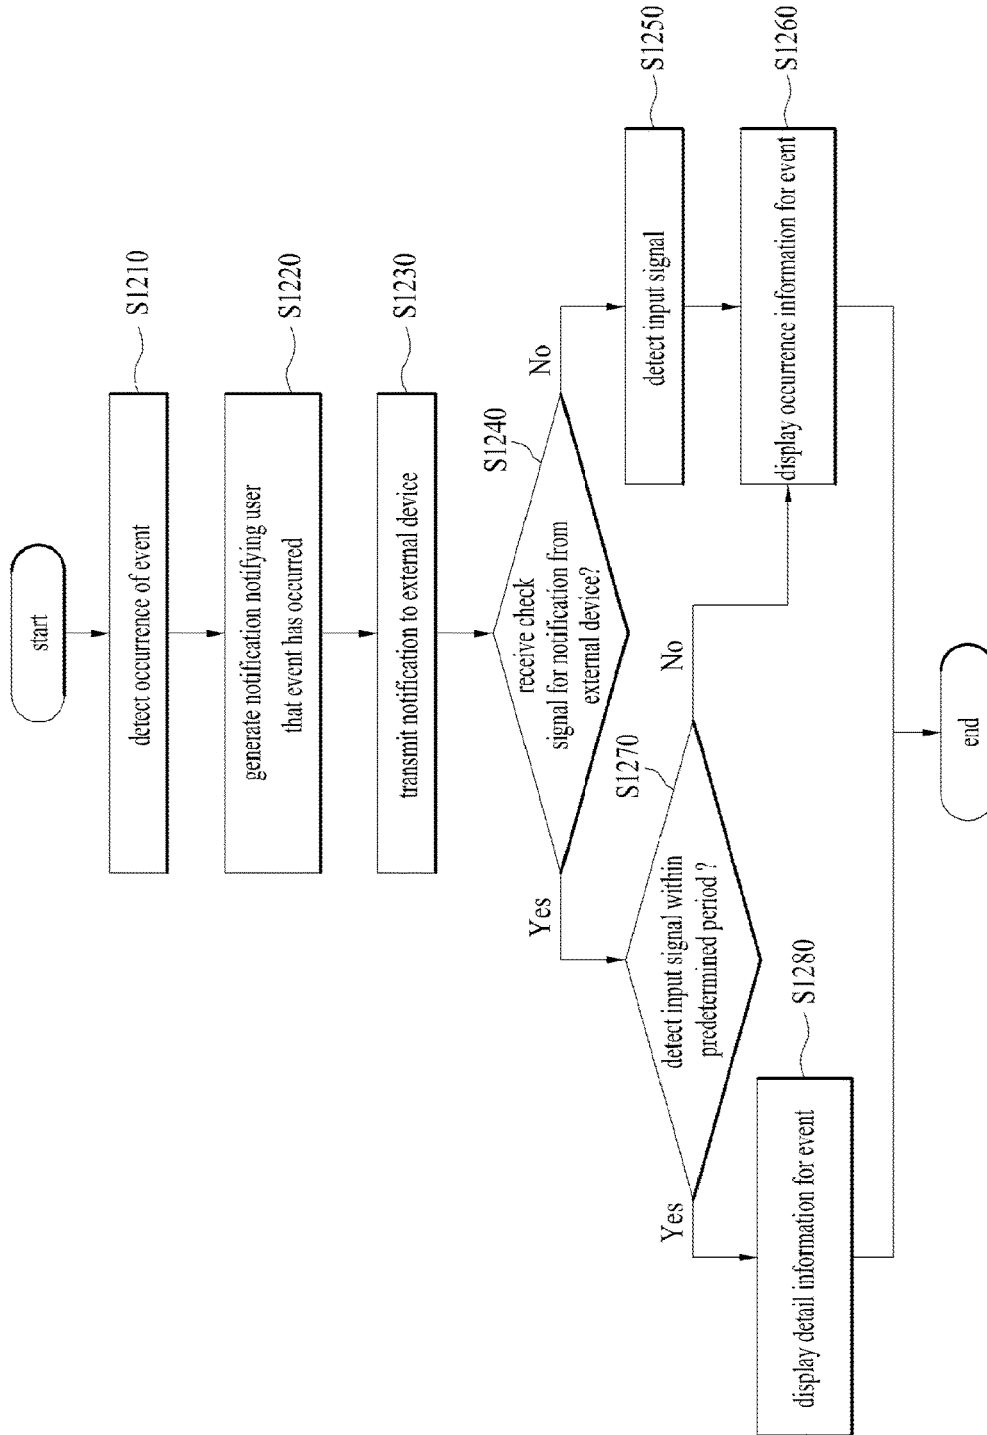 start
detect occurrence of event
S1210
generate notification notifying user
that event has occurred
S1220
transmit notification to external device
S1230
receive check
signal for notification from
external device?
S1240
Yes
No
detect input signal within
predetermined period ?
S1270
detect input signal
S1250
Yes
No
display detail information for event
S1280
display occurrence information for event
S1260
end